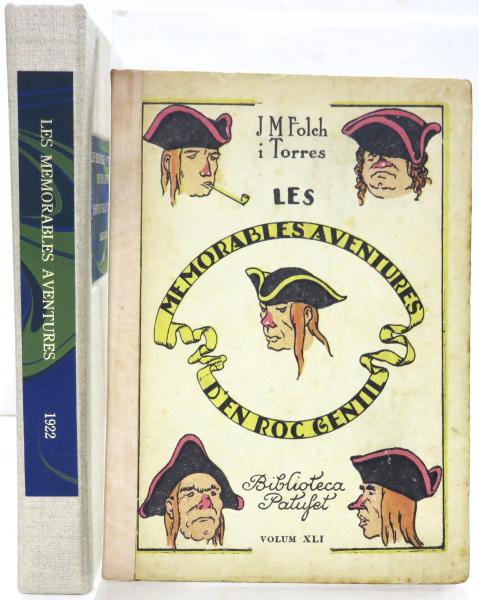 LES MEMORABLES AVENTURES
1922
J M Folch
i Torres
LES
MEMORABLES AVENTURES
D'EN ROC GENTIL
Biblioteca
Patufet
VOLUM XLI